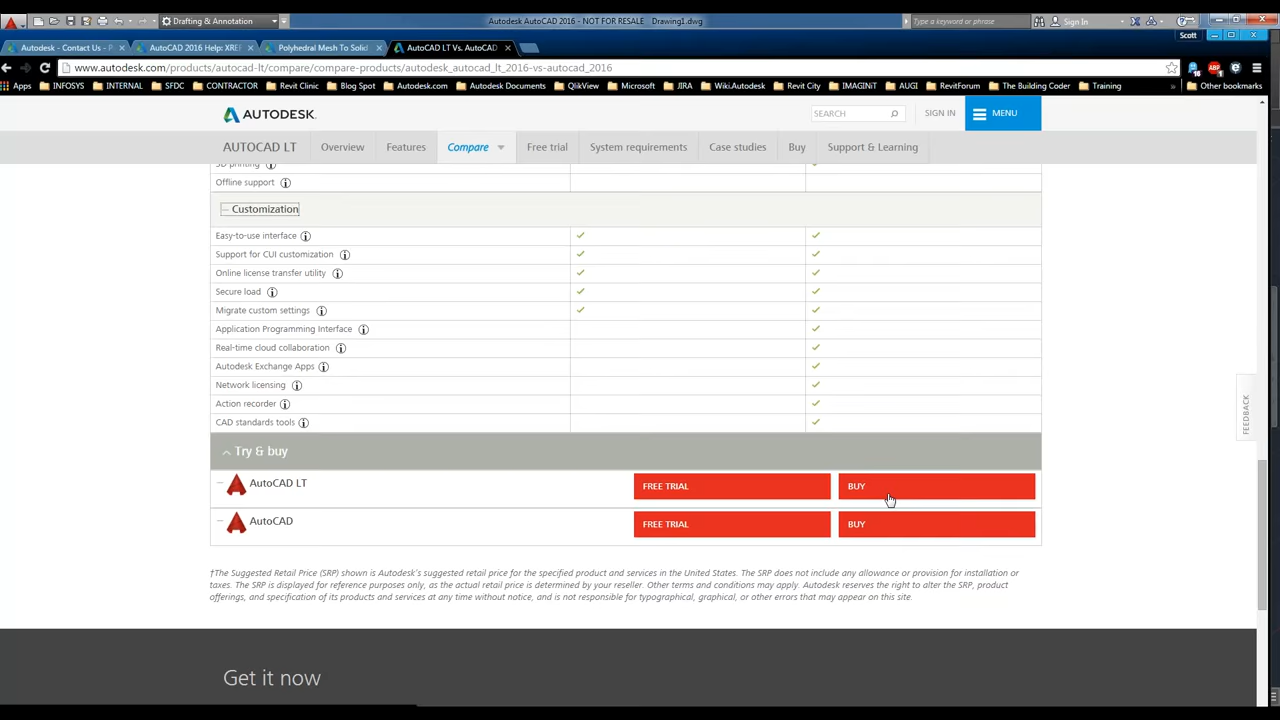 Drafting & Annotation
Autodesk AutoCAD 2016 - NOT FOR RESALE Drawing1.dwg
Type a keyword or phrase
Sign In
Autodesk - Contact Us - P
AutoCAD 2016 Help: XREF
Polyhedral Mesh To Solid
AutoCAD LT Vs. AutoCAD
Scott
www.autodesk.com/products/autocad-lt/compare/compare-products/autodesk_autocad_lt_2016-vs-autocad_2016
Apps INFOSYS INTERNAL SFDC CONTRACTOR Revit Clinic Blog Spot Autodesk.com Autodesk Documents QlikView Microsoft JIRA Wiki.Autodesk Revit City IMAGINiT AUGI RevitForum The Building Coder Training » Other bookmarks
AUTODESK.
SEARCH
SIGN IN
MENU
AUTOCAD LT Overview Features Compare Free trial System requirements Case studies Buy Support & Learning
3D printing
Offline support
Customization
Easy-to-use interface
Support for CUI customization
Online license transfer utility
Secure load
Migrate custom settings
Application Programming Interface
Real-time cloud collaboration
Autodesk Exchange Apps
Network licensing
Action recorder
CAD standards tools
FEEDBACK
Try & buy
AutoCAD LT FREE TRIAL BUY
AutoCAD FREE TRIAL BUY
†The Suggested Retail Price (SRP) shown is Autodesk's suggested retail price for the specified product and services in the United States. The SRP does not include any allowance or provision for installation or
taxes. The SRP is displayed for reference purposes only, as the actual retail price is determined by your reseller. Other terms and conditions may apply. Autodesk reserves the right to alter the SRP, product
offerings, and specification of its products and services at any time without notice, and is not responsible for typographical, graphical, or other errors that may appear on this site.
Get it now